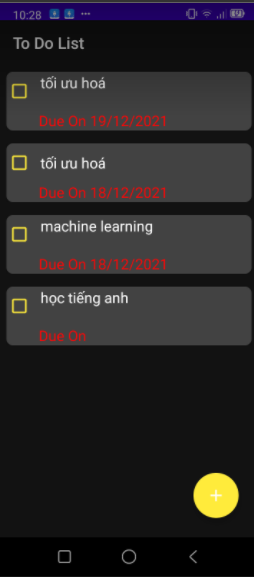 10:28
To Do List
tối ưu hoá
Due On 19/12/2021
tối ưu hoá
Due On 18/12/2021
machine learning
Due On 18/12/2021
học tiếng anh
Due On
+